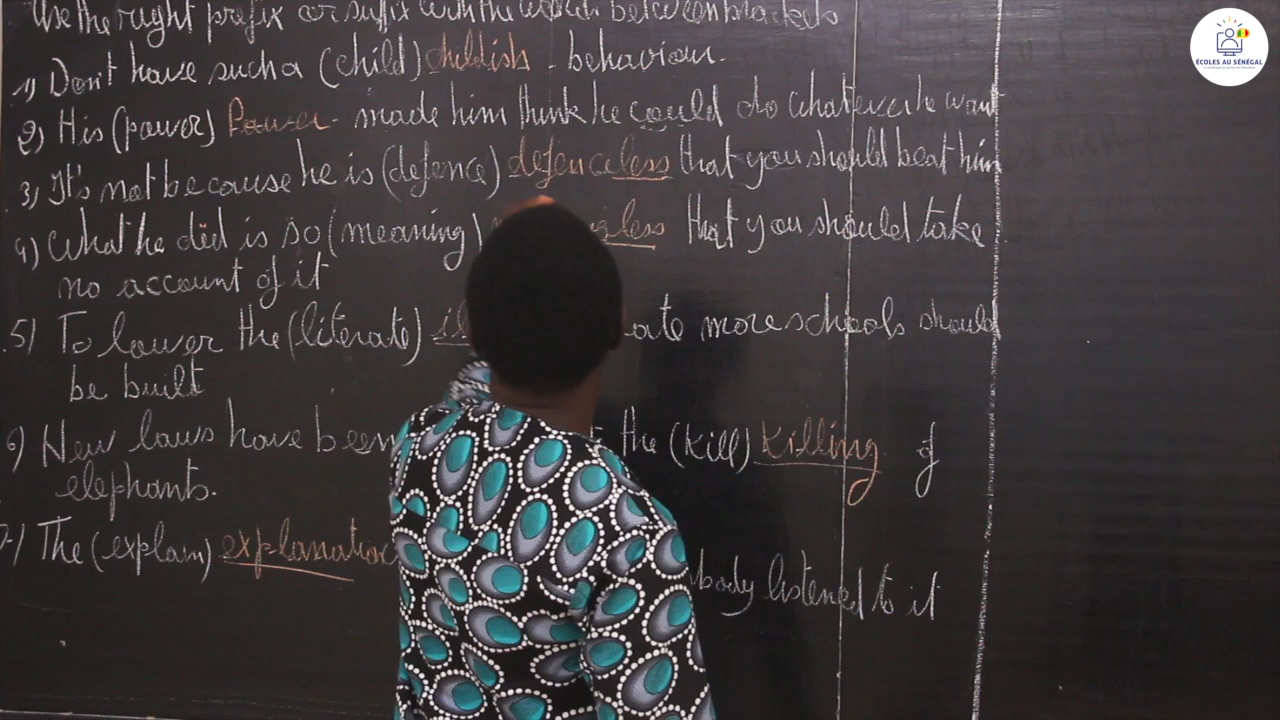 Use the right prefix or suffix with the words between brackets
1) Don't have such a (child) childish - behaviour.
2) His (power) Power - made him think he could do whatever he want
3) It's not because he is (defence) defenceless that you should beat him
4) What he did is so (meaning) less that you should take
no account of it
5) To lower the (literate) more schools should
be built
6) New laws have been the (kill) killing of
elephants.
7) The (explain) explanation body listened to it
ÉCOLES AU SÉNÉGAL